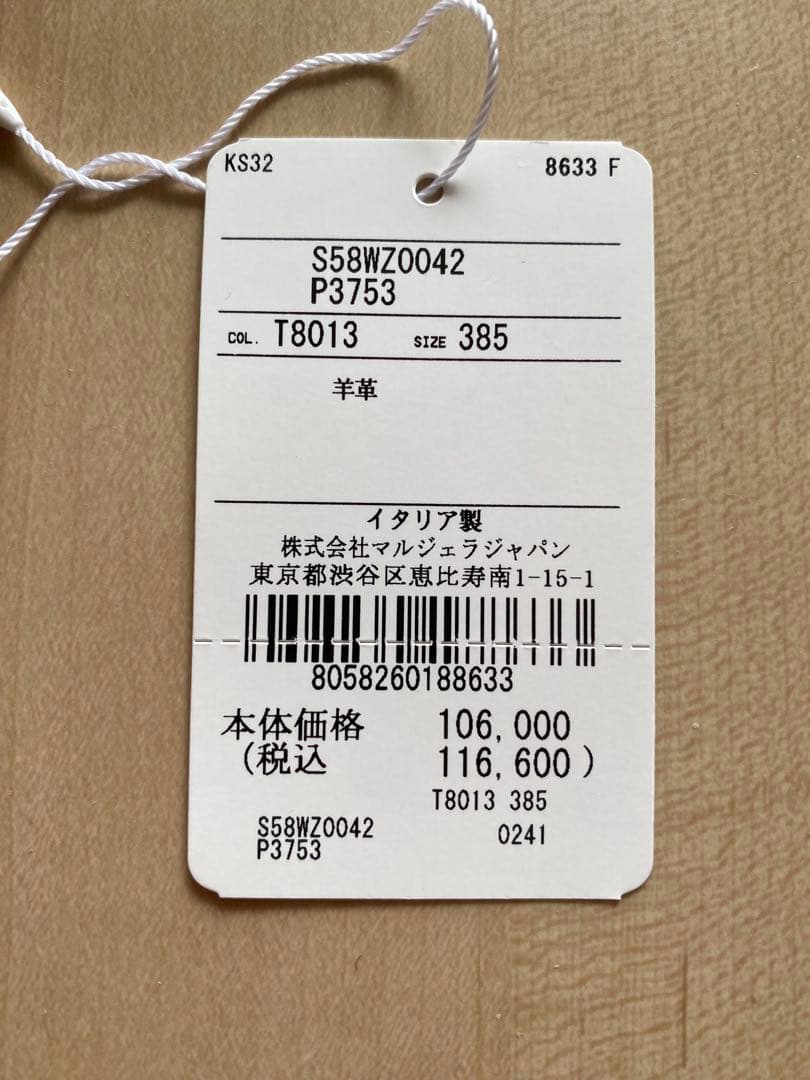 KS32 8633 F
S58WZ0042
P3753
COL. T8013 SIZE 385
羊革
イタリア製
株式会社マルジェラジャパン
東京都渋谷区恵比寿南1-15-1
8058260188633
本体価格 106,000
(税込 116,600)
T8013 385
S58WZ0042 0241
P3753